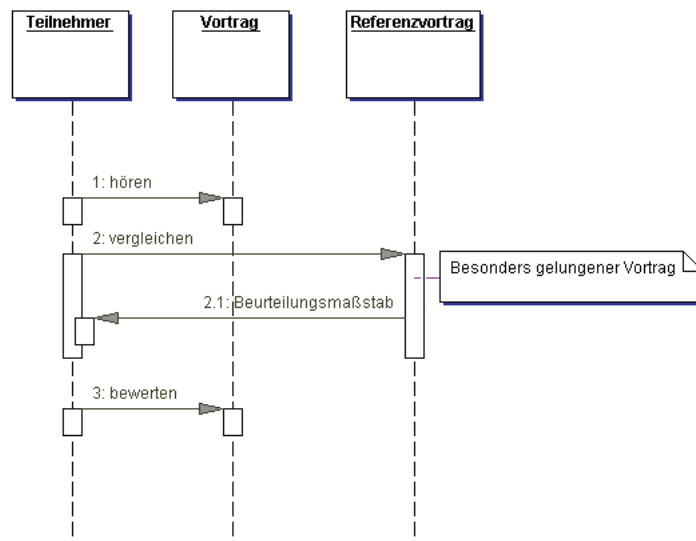 Teilnehmer
Vortrag
Referenzvortrag
1: hören
2: vergleichen
Besonders gelungener Vortrag
2.1: Beurteilungsmaßstab
3: bewerten